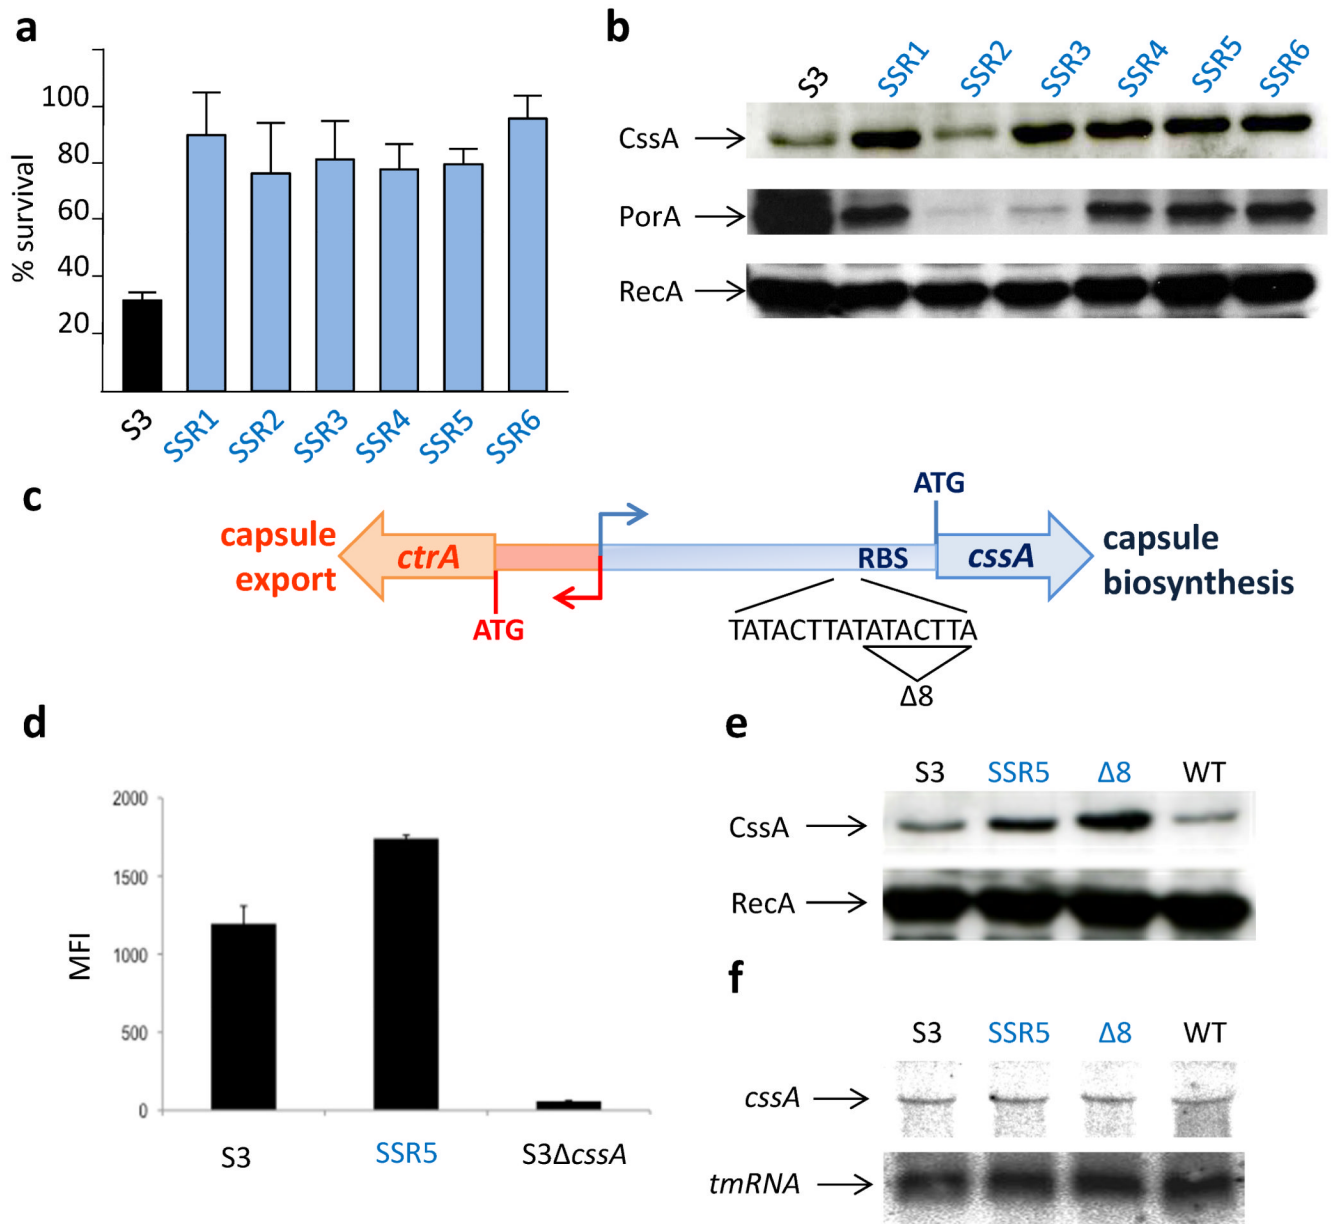 a
% survival
100
80
60
40
20
S3
SSR1
SSR2
SSR3
SSR4
SSR5
SSR6
b
S3
SSR1
SSR2
SSR3
SSR4
SSR5
SSR6
CssA
PorA
RecA
c
capsule
export
ctrA
ATG
ATG
RBS
cssA
capsule
biosynthesis
TATACTTATATACTTA
Δ8
d
MFI
2000
1500
1000
500
0
S3
SSR5
S3ΔcssA
e
S3
SSR5
Δ8
WT
CssA
RecA
f
S3
SSR5
Δ8
WT
cssA
tmRNA